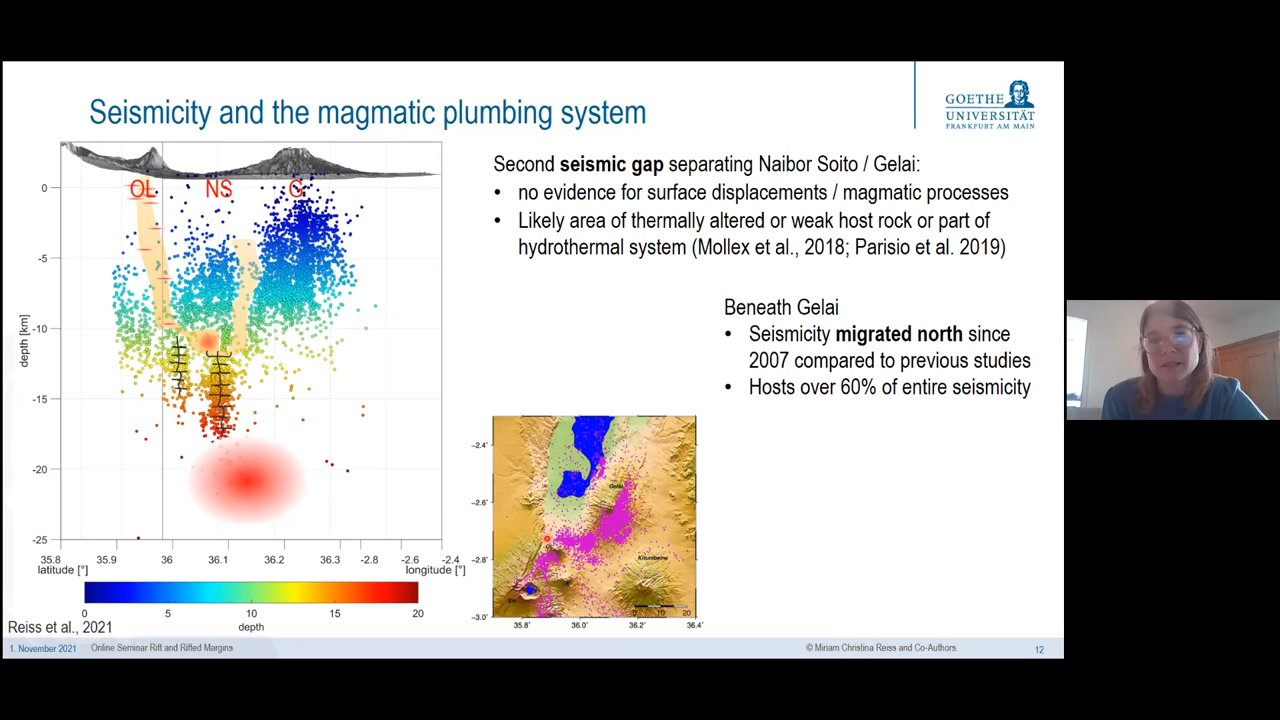 Seismicity and the magmatic plumbing system
GOETHE
UNIVERSITÄT
FRANKFURT AM MAIN
OL NS G
0
-5
-10
-15
-20
-25
depth [km]
35.8 35.9 36 36.1 36.2 36.3 -2.8 -2.6 -2.4
latitude [°] longitude [°]
0 5 10 15 20
depth
Reiss et al., 2021
Second seismic gap separating Naibor Soito / Gelai:
• no evidence for surface displacements / magmatic processes
• Likely area of thermally altered or weak host rock or part of
hydrothermal system (Mollex et al., 2018; Parisio et al. 2019)
Beneath Gelai
• Seismicity migrated north since
2007 compared to previous studies
• Hosts over 60% of entire seismicity
-2.4˚
-2.6˚
-2.8˚
-3.0˚
Gelai
Kitumbeine
0 10 20
35.8˚ 36.0˚ 36.2˚ 36.4˚
1. November 2021 Online Seminar Rift and Rifted Margins © Miriam Christina Reiss and Co-Authors 12